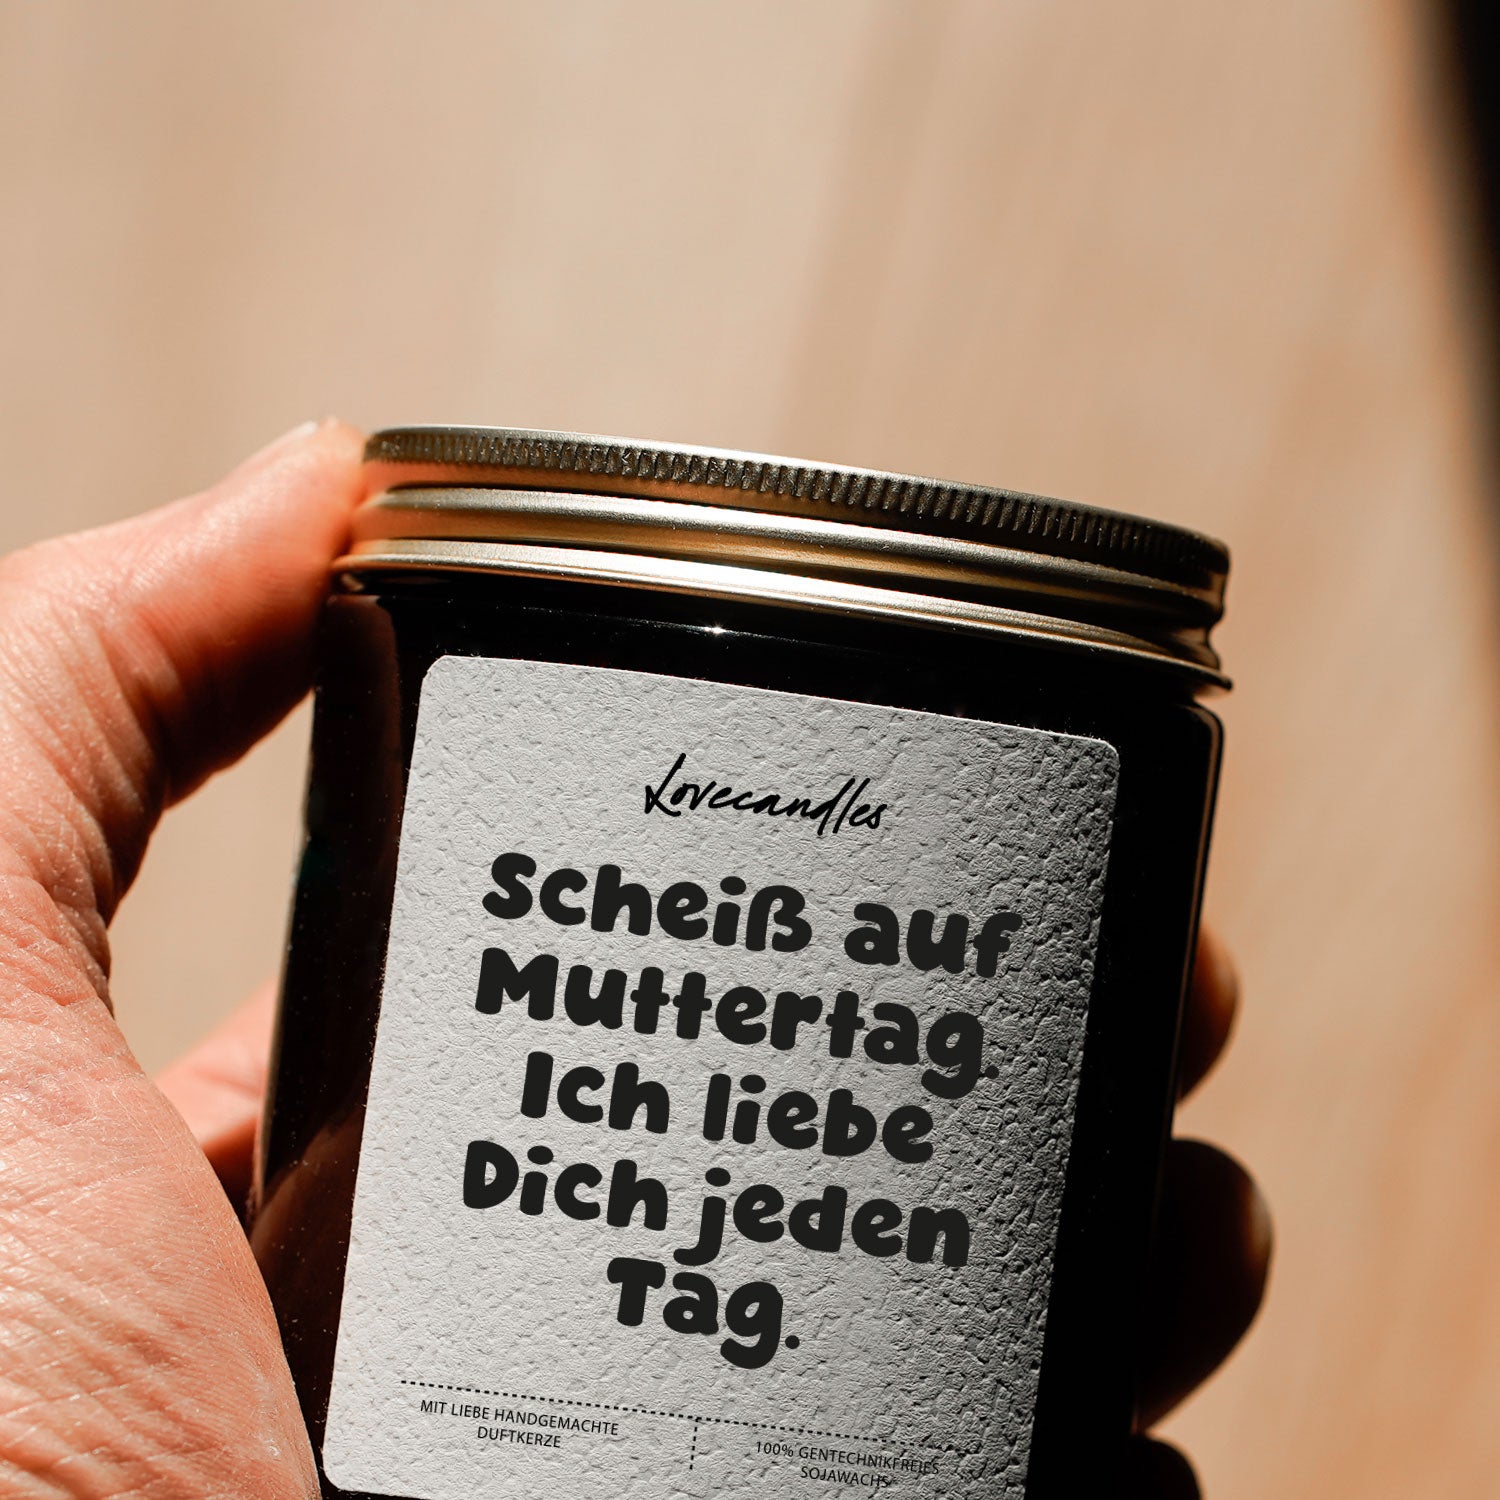 Lovecandles
Scheiß auf
Muttertag.
Ich liebe
Dich jeden
Tag.
MIT LIEBE HANDGEMACHTE
DUFTKERZE
100% GENTECHNIKFREIES
SOJAWACHS